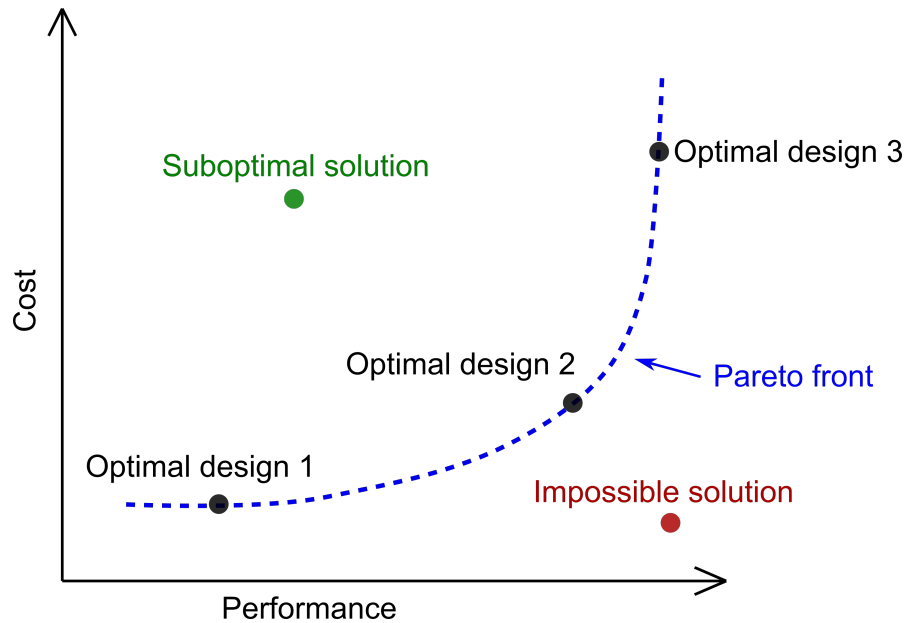 Optimal design 3
Suboptimal solution
Cost
Optimal design 2
Pareto front
Optimal design 1
Impossible solution
Performance